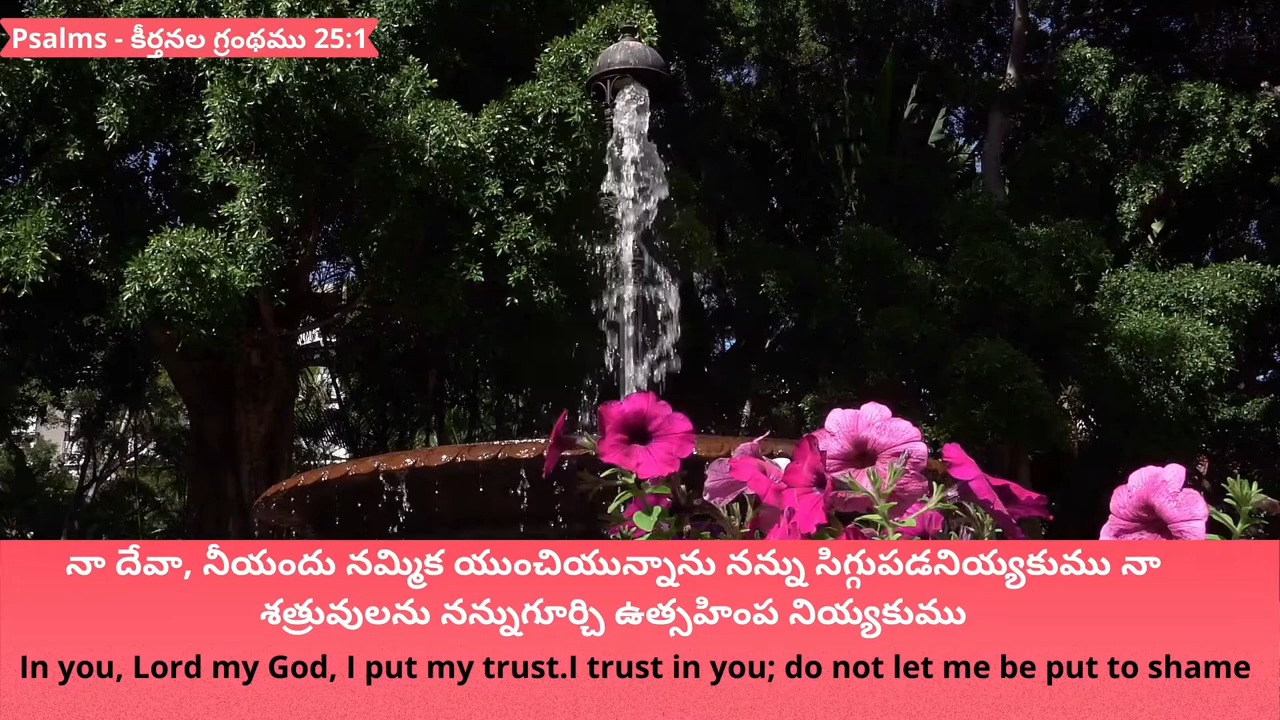 Psalms - కీర్తనల గ్రంథము 25:1
నా దేవా, నీయందు నమ్మిక యుంచియున్నాను నన్ను సిగ్గుపడనియ్యకుము నా
శత్రువులను నన్నుగూర్చి ఉత్సహింప నియ్యకుము
In you, Lord my God, I put my trust.I trust in you; do not let me be put to shame